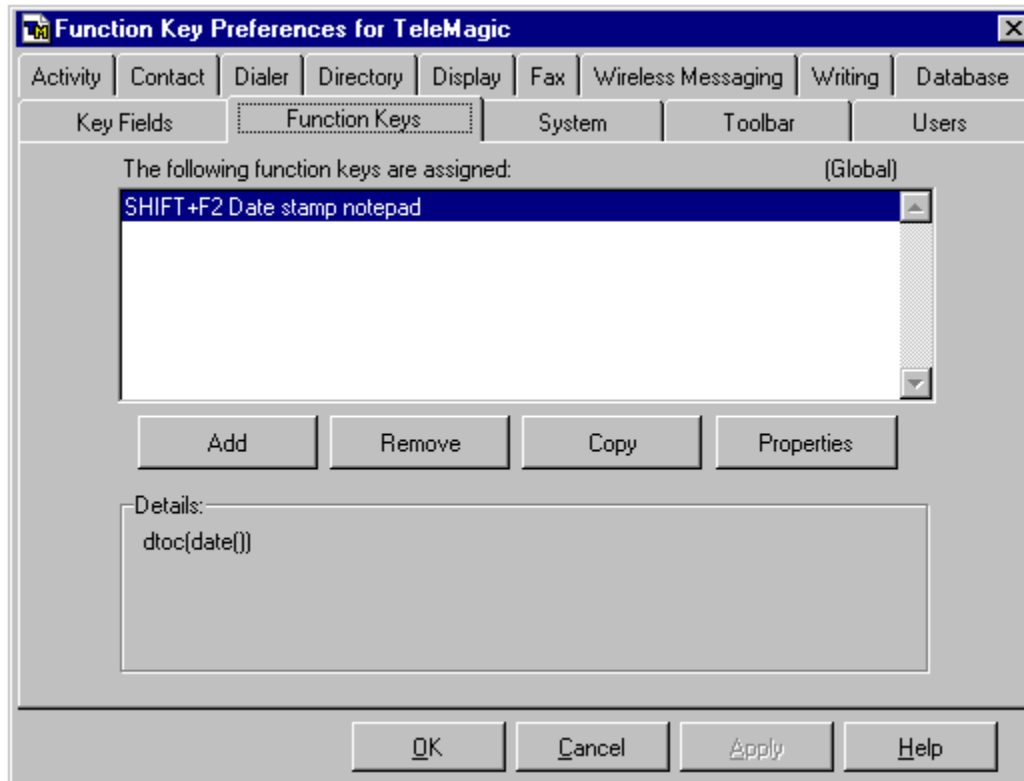 Function Key Preferences for TeleMagic
Activity Contact Dialer Directory Display Fax Wireless Messaging Writing Database
Key Fields Function Keys System Toolbar Users
The following function keys are assigned: (Global)
SHIFT+F2 Date stamp notepad
Add Remove Copy Properties
Details:
dtoc(date())
OK Cancel Apply Help